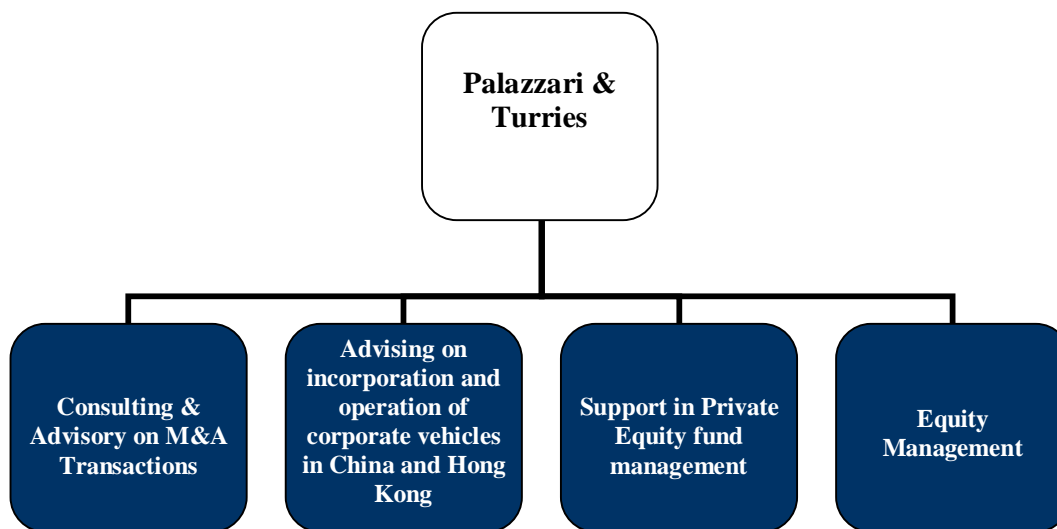 Palazzari &
Turries
Consulting &
Advisory on M&A
Transactions
Advising on
incorporation and
operation of
corporate vehicles
in China and Hong
Kong
Support in Private
Equity fund
management
Equity
Management